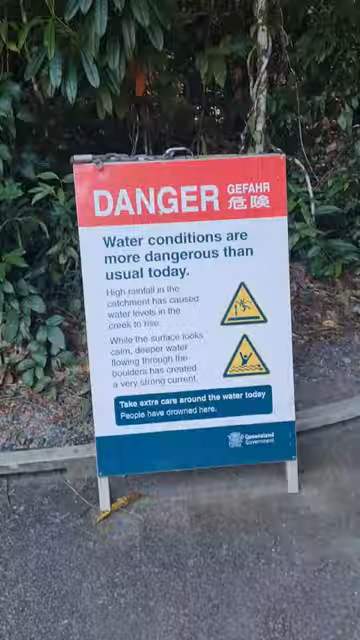 DANGER GEFAHR
危険
Water conditions are
more dangerous than
usual today.
High rainfall in the
catchment has caused
water levels in the
creek to rise.
While the surface looks
calm, deeper water
flowing through the
boulders has created
a very strong current.
Take extra care around the water today
People have drowned here.
Queensland
Government